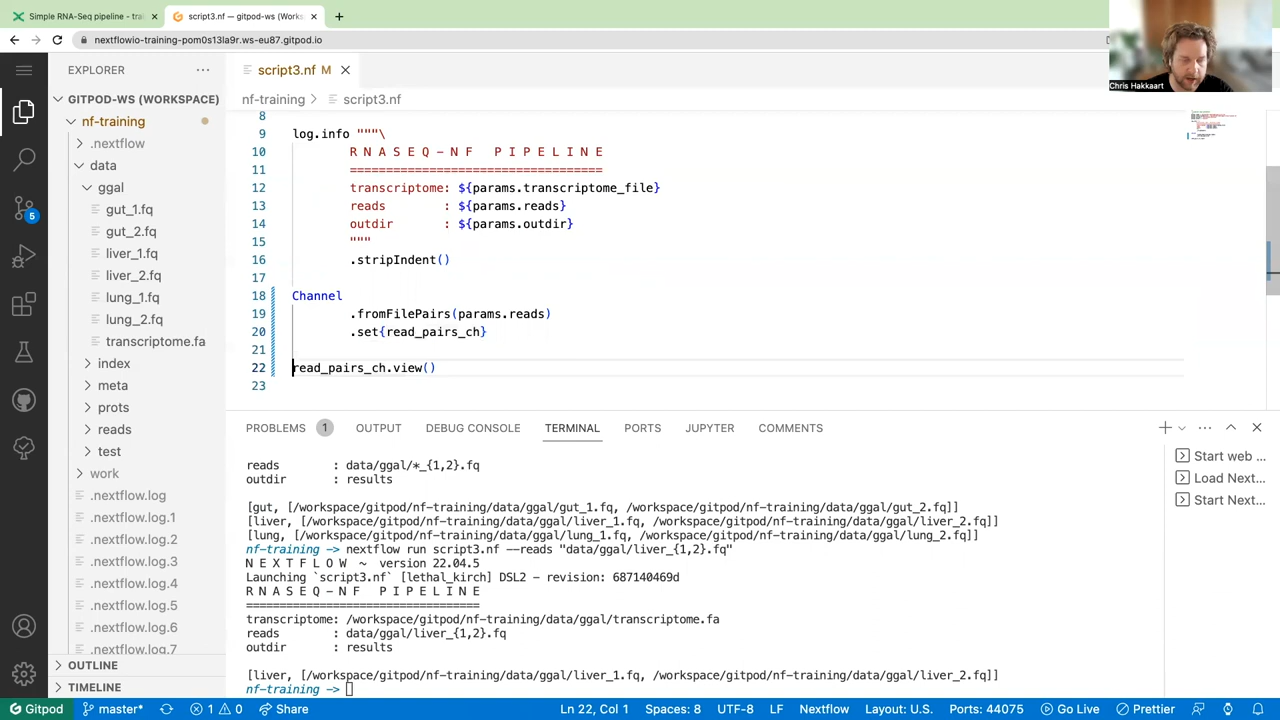 Simple RNA-Seq pipeline - trai
script3.nf — gitpod-ws (Works
nextflowio-training-pom0s13la9r.ws-eu87.gitpod.io
Chris Hakkaart
EXPLORER
script3.nf M
GITPOD-WS (WORKSPACE)
nf-training > script3.nf
nf-training
.nextflow
data
ggal
gut_1.fq
gut_2.fq
liver_1.fq
liver_2.fq
lung_1.fq
lung_2.fq
transcriptome.fa
index
meta
prots
reads
test
work
.nextflow.log
.nextflow.log.1
.nextflow.log.2
.nextflow.log.3
.nextflow.log.4
.nextflow.log.5
.nextflow.log.6
.nextflow.log.7
OUTLINE
TIMELINE
5
8
9 log.info """\
10 R N A S E Q - N F   P I P E L I N E
11 ===================================
12 transcriptome: ${params.transcriptome_file}
13 reads        : ${params.reads}
14 outdir       : ${params.outdir}
15 """
16 .stripIndent()
17
18 Channel
19 .fromFilePairs(params.reads)
20 .set{read_pairs_ch}
21
22 read_pairs_ch.view()
23
PROBLEMS 1 OUTPUT DEBUG CONSOLE TERMINAL PORTS JUPYTER COMMENTS
Start web ...
Load Next...
Start Next...
reads        : data/ggal/*_{1,2}.fq
outdir       : results
[gut, [/workspace/gitpod/nf-training/data/ggal/gut_1.fq, /workspace/gitpod/nf-training/data/ggal/gut_2.fq]]
[liver, [/workspace/gitpod/nf-training/data/ggal/liver_1.fq, /workspace/gitpod/nf-training/data/ggal/liver_2.fq]]
[lung, [/workspace/gitpod/nf-training/data/ggal/lung_1.fq, /workspace/gitpod/nf-training/data/ggal/lung_2.fq]]
nf-training -> nextflow run script3.nf --reads "data/ggal/liver_{1,2}.fq"
N E X T F L O W  ~  version 22.04.5
Launching `script3.nf` [lethal_kirch] DSL2 - revision: 687140469d
R N A S E Q - N F   P I P E L I N E
===================================
transcriptome: /workspace/gitpod/nf-training/data/ggal/transcriptome.fa
reads        : data/ggal/liver_{1,2}.fq
outdir       : results
[liver, [/workspace/gitpod/nf-training/data/ggal/liver_1.fq, /workspace/gitpod/nf-training/data/ggal/liver_2.fq]]
nf-training ->
Gitpod master* 1 0 Share Ln 22, Col 1 Spaces: 8 UTF-8 LF Nextflow Layout: U.S. Ports: 44075 Go Live Prettier